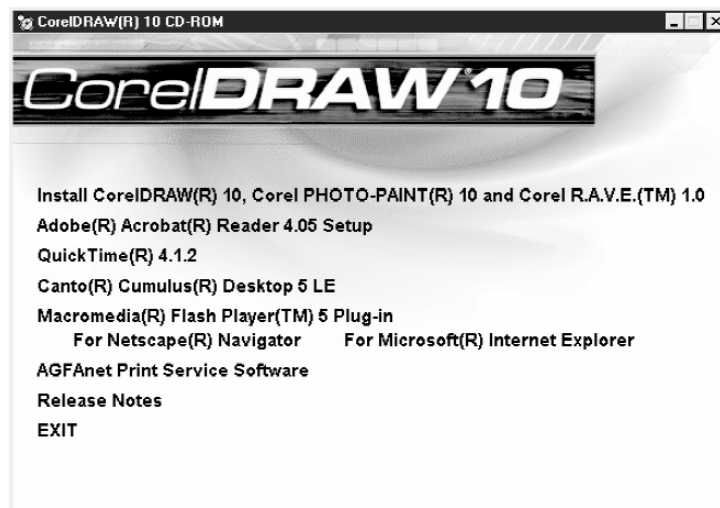 CorelDRAW(R) 10 CD-ROM
CorelDRAW®10
Install CorelDRAW(R) 10, Corel PHOTO-PAINT(R) 10 and Corel R.A.V.E.(TM) 1.0
Adobe(R) Acrobat(R) Reader 4.05 Setup
QuickTime(R) 4.1.2
Canto(R) Cumulus(R) Desktop 5 LE
Macromedia(R) Flash Player(TM) 5 Plug-in
For Netscape(R) Navigator For Microsoft(R) Internet Explorer
AGFAnet Print Service Software
Release Notes
EXIT